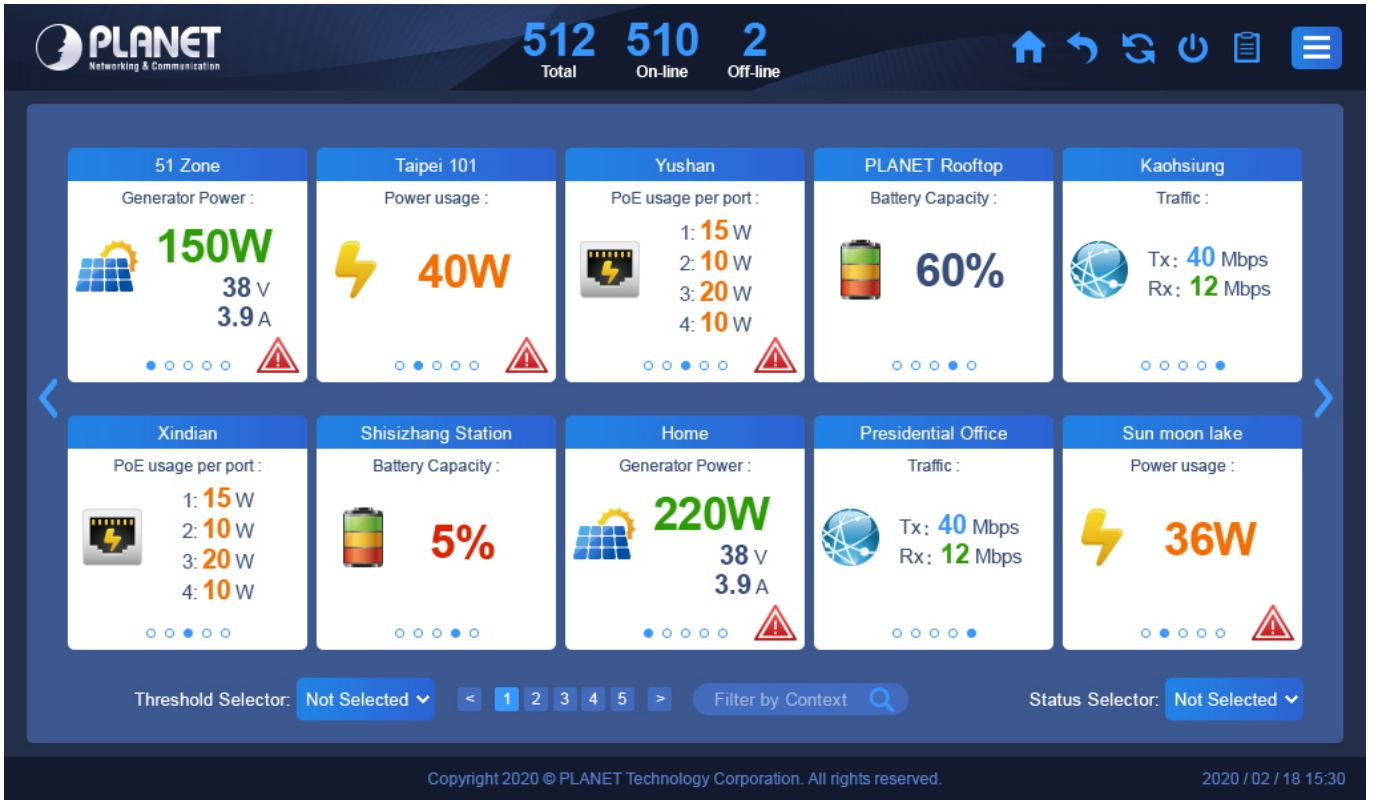 PLANET
Networking & Communication
512 510 2
Total On-line Off-line
51 Zone
Generator Power :
150W
38 V
3.9 A
Taipei 101
Power usage :
40W
Yushan
PoE usage per port :
1: 15 W
2: 10 W
3: 20 W
4: 10 W
PLANET Rooftop
Battery Capacity :
60%
Kaohsiung
Traffic :
Tx: 40 Mbps
Rx: 12 Mbps
Xindian
PoE usage per port :
1: 15 W
2: 10 W
3: 20 W
4: 10 W
Shisizhang Station
Battery Capacity :
5%
Home
Generator Power :
220W
38 V
3.9 A
Presidential Office
Traffic :
Tx: 40 Mbps
Rx: 12 Mbps
Sun moon lake
Power usage :
36W
Threshold Selector: Not Selected < 1 2 3 4 5 > Filter by Context Status Selector: Not Selected
Copyright 2020 © PLANET Technology Corporation. All rights reserved. 2020 / 02 / 18 15:30